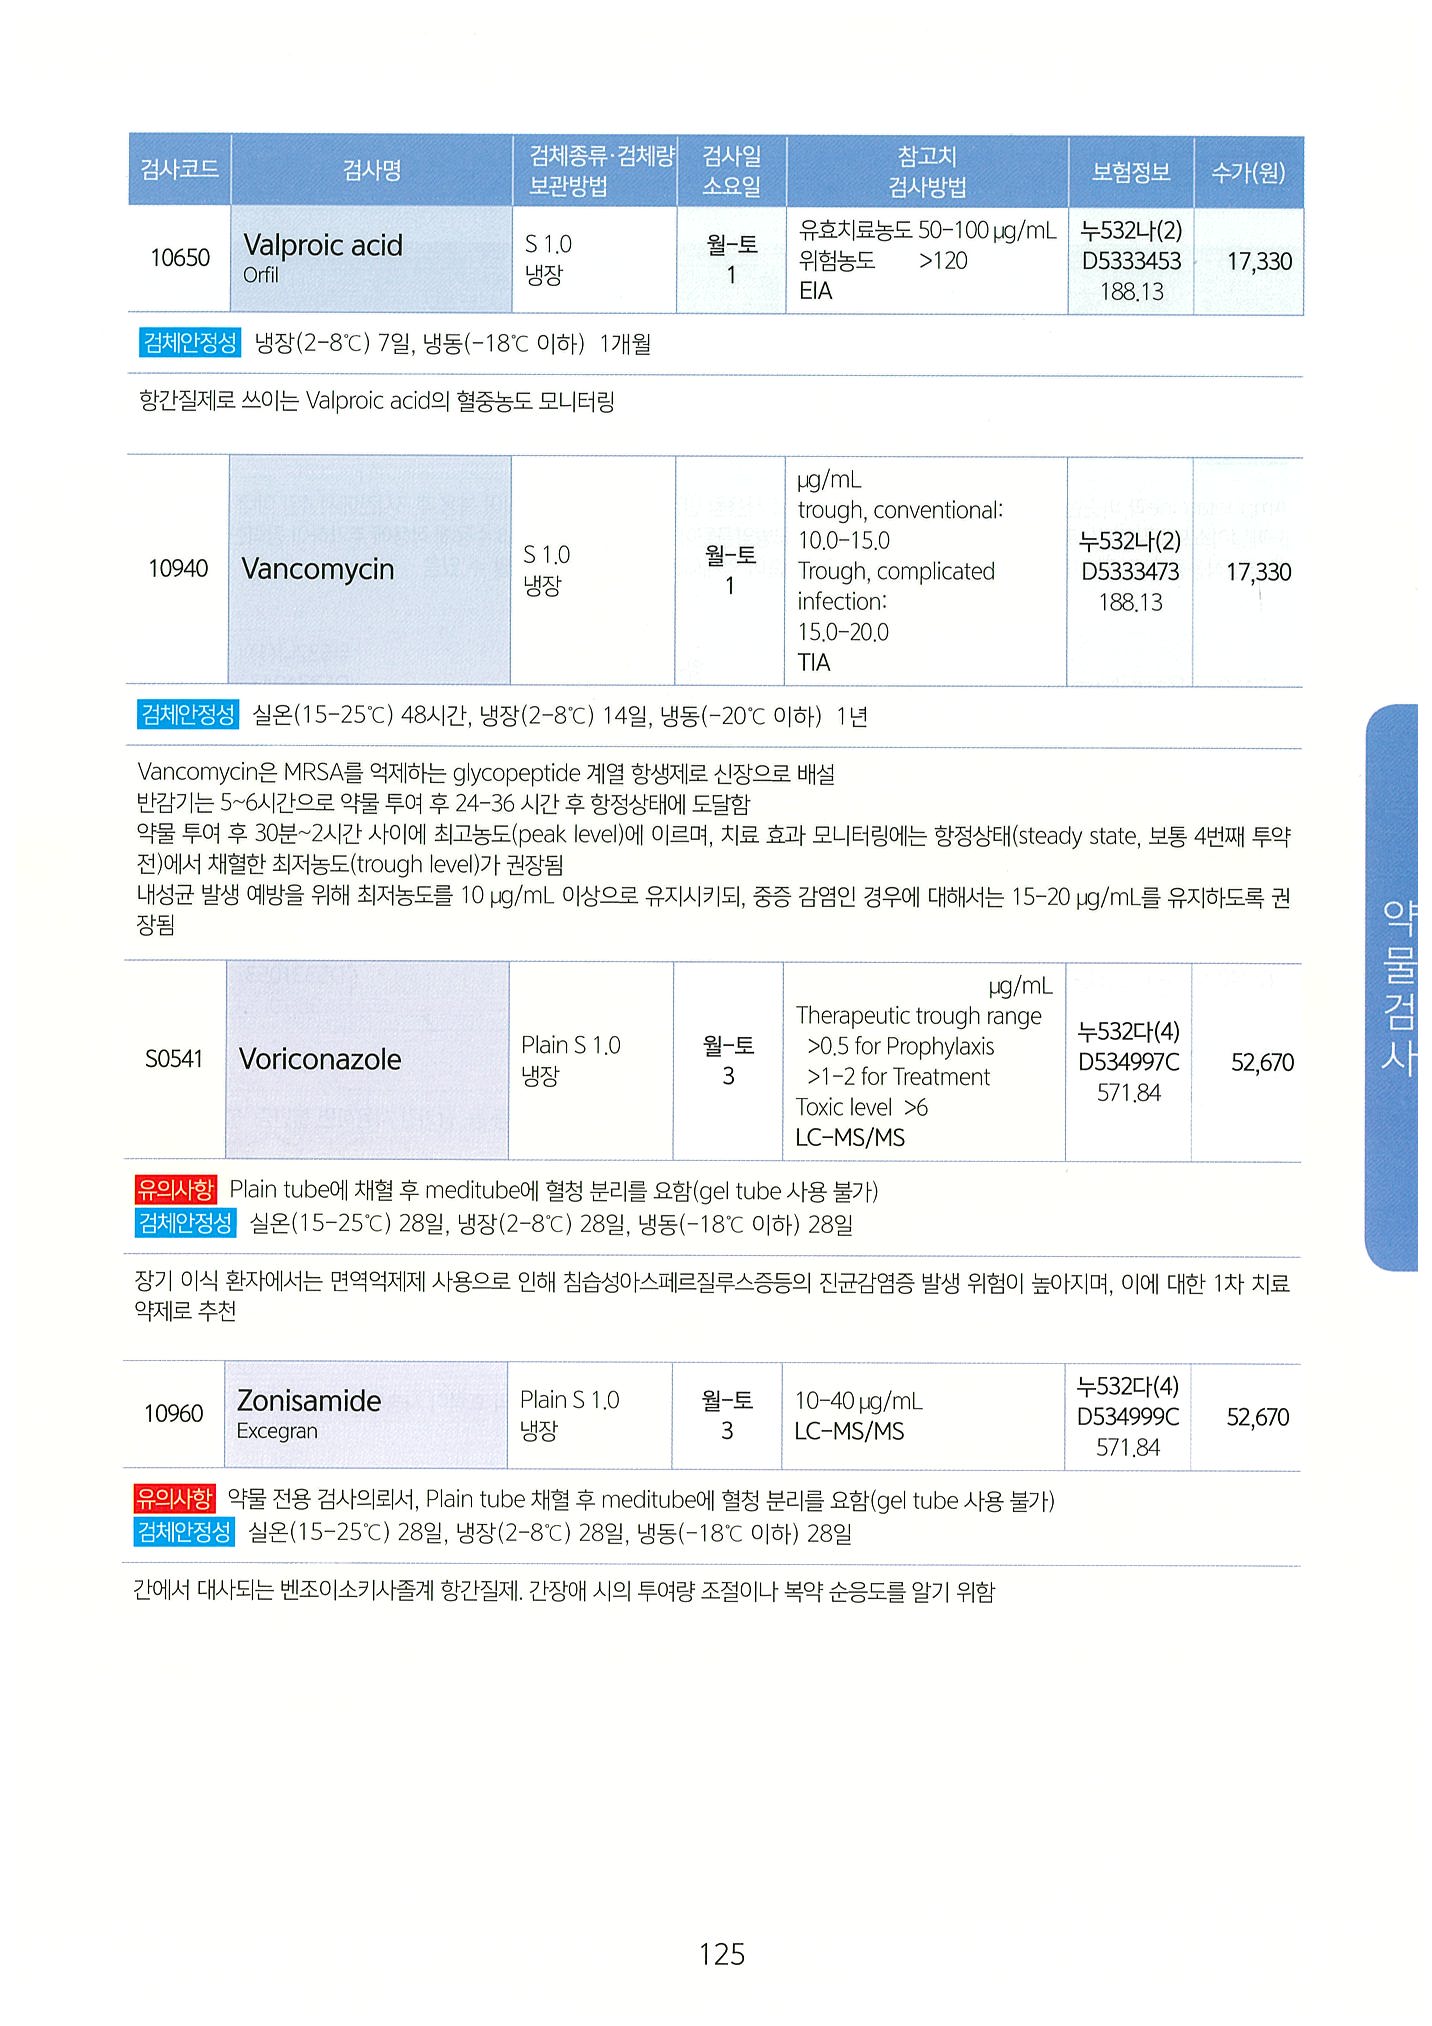 검사코드 검사명 검체종류·검체량 보관방법 검사일 소요일 참고치 검사방법 보험정보 수가(원)
10650
Valproic acid
Orfil
S 1.0
냉장
월-토
1
유효치료농도 50-100 µg/mL
위험농도 >120
EIA
누532나(2)
D5333453
188.13
17,330
검체안정성 냉장(2-8℃) 7일, 냉동(-18℃ 이하) 1개월
항간질제로 쓰이는 Valproic acid의 혈중농도 모니터링
10940
Vancomycin
S 1.0
냉장
월-토
1
µg/mL
trough, conventional:
10.0-15.0
Trough, complicated
infection:
15.0-20.0
TIA
누532나(2)
D5333473
188.13
17,330
검체안정성 실온(15-25℃) 48시간, 냉장(2-8℃) 14일, 냉동(-20℃ 이하) 1년
Vancomycin은 MRSA를 억제하는 glycopeptide 계열 항생제로 신장으로 배설
반감기는 5~6시간으로 약물 투여 후 24-36 시간 후 항정상태에 도달함
약물 투여 후 30분~2시간 사이에 최고농도(peak level)에 이르며, 치료 효과 모니터링에는 항정상태(steady state, 보통 4번째 투약
전)에서 채혈한 최저농도(trough level)가 권장됨
내성균 발생 예방을 위해 최저농도를 10 µg/mL 이상으로 유지시키되, 중증 감염인 경우에 대해서는 15-20 µg/mL를 유지하도록 권
장됨
S0541
Voriconazole
Plain S 1.0
냉장
월-토
3
µg/mL
Therapeutic trough range
>0.5 for Prophylaxis
>1-2 for Treatment
Toxic level >6
LC-MS/MS
누532다(4)
D534997C
571.84
52,670
유의사항 Plain tube에 채혈 후 meditube에 혈청 분리를 요함(gel tube 사용 불가)
검체안정성 실온(15-25℃) 28일, 냉장(2-8℃) 28일, 냉동(-18℃ 이하) 28일
장기 이식 환자에서는 면역억제제 사용으로 인해 침습성아스페르질루스증등의 진균감염증 발생 위험이 높아지며, 이에 대한 1차 치료
약제로 추천
10960
Zonisamide
Excegran
Plain S 1.0
냉장
월-토
3
10-40 µg/mL
LC-MS/MS
누532다(4)
D534999C
571.84
52,670
유의사항 약물 전용 검사의뢰서, Plain tube 채혈 후 meditube에 혈청 분리를 요함(gel tube 사용 불가)
검체안정성 실온(15-25℃) 28일, 냉장(2-8℃) 28일, 냉동(-18℃ 이하) 28일
간에서 대사되는 벤조이소키사졸계 항간질제. 간장애 시의 투여량 조절이나 복약 순응도를 알기 위함
약물검사
125